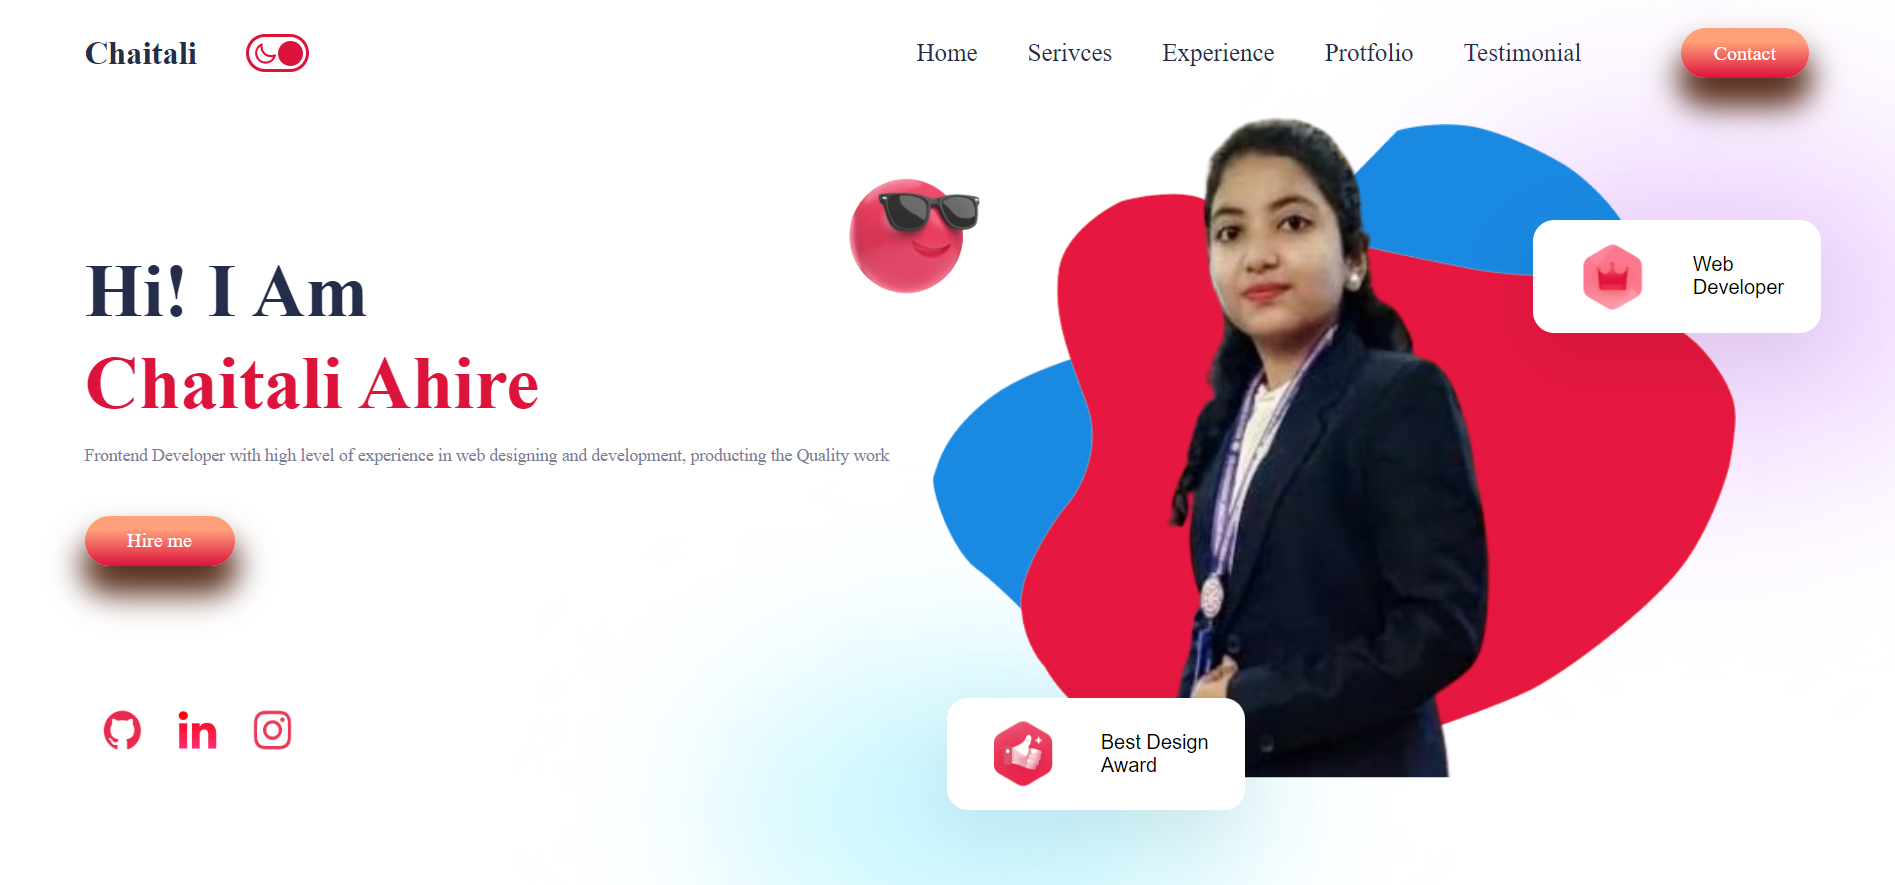 Chaitali
Home Serivces Experience Protfolio Testimonial Contact
Web
Developer
Hi! I Am
Chaitali Ahire
Frontend Developer with high level of experience in web designing and development, producting the Quality work
Hire me
in
Best Design
Award